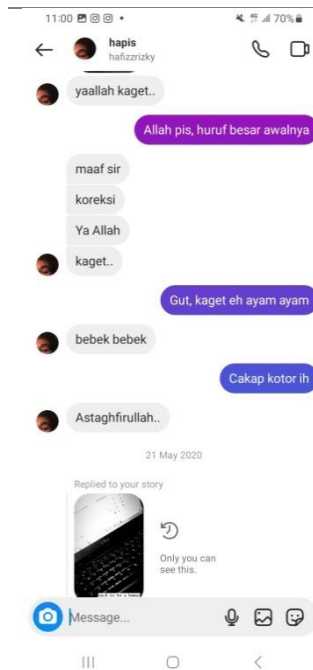 11:00
70%
hapis
hafizzrizky
yaallah kaget..
Allah pis, huruf besar awalnya
maaf sir
koreksi
Ya Allah
kaget..
Gut, kaget eh ayam ayam
bebek bebek
Cakap kotor ih
Astaghfirullah..
21 May 2020
Replied to your story
Only you can
see this.
Message...